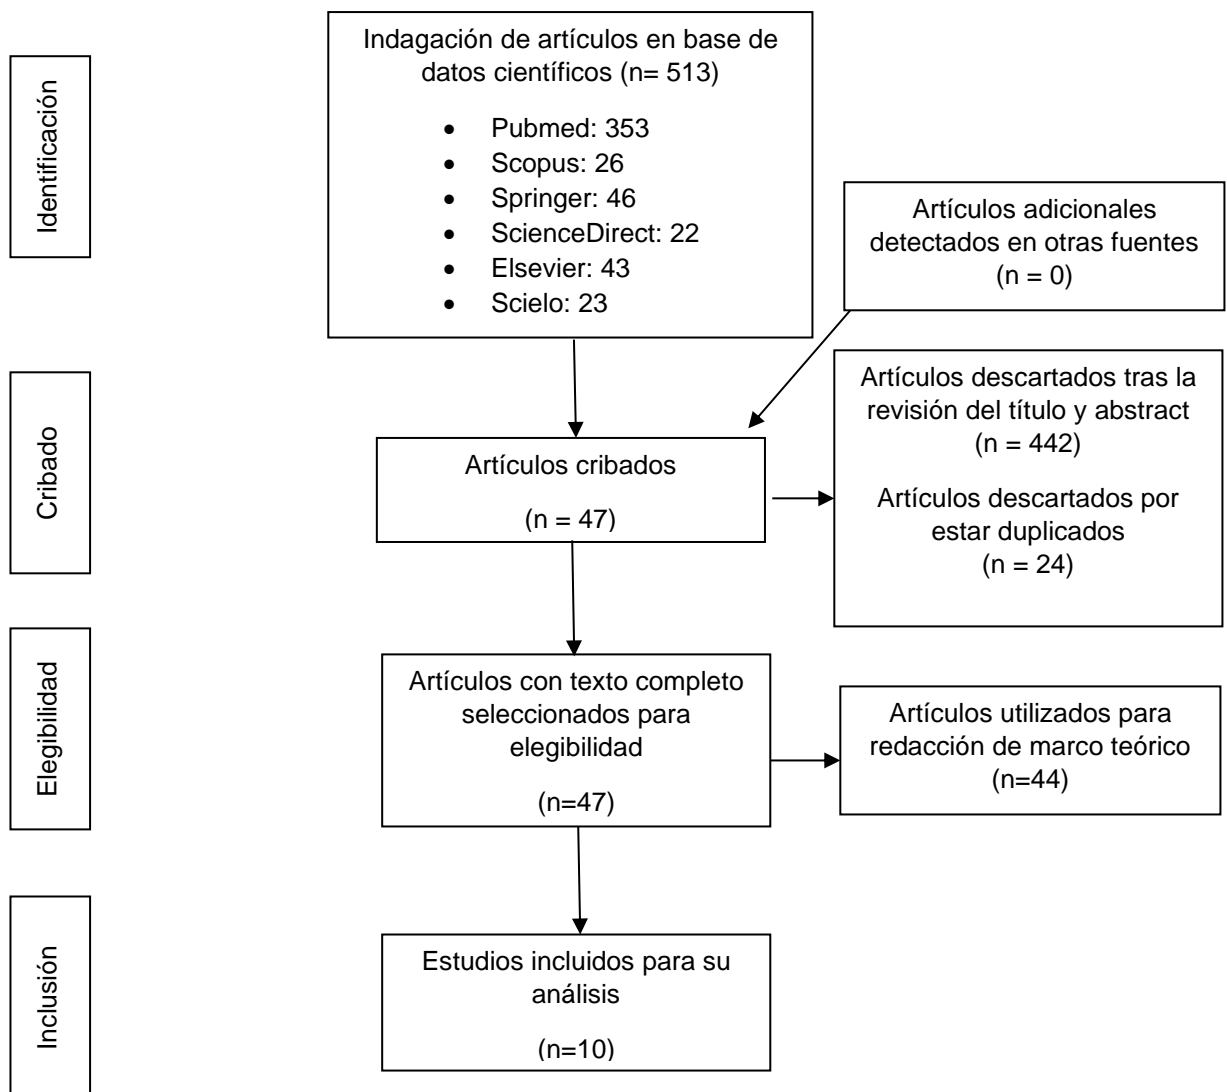 Identificación
Indagación de artículos en base de
datos científicos (n= 513)
• Pubmed: 353
• Scopus: 26
• Springer: 46
• ScienceDirect: 22
• Elsevier: 43
• Scielo: 23
Artículos adicionales
detectados en otras fuentes
(n = 0)
Cribado
Artículos cribados
(n = 47)
Artículos descartados tras la
revisión del título y abstract
(n = 442)
Artículos descartados por
estar duplicados
(n = 24)
Elegibilidad
Artículos con texto completo
seleccionados para
elegibilidad
(n=47)
Artículos utilizados para
redacción de marco teórico
(n=44)
Inclusión
Estudios incluidos para su
análisis
(n=10)